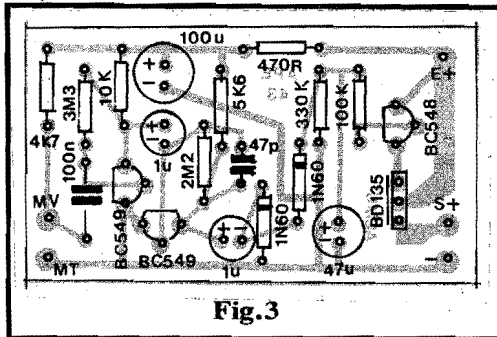 100u
470R
E+
4K7
3M3
10K
5K6
330K
100K
BC548
100n
1u
2M2
47p
1N60
1N60
BD135
MV
BC549
BC549
S+
MT
1u
47u
-
Fig.3